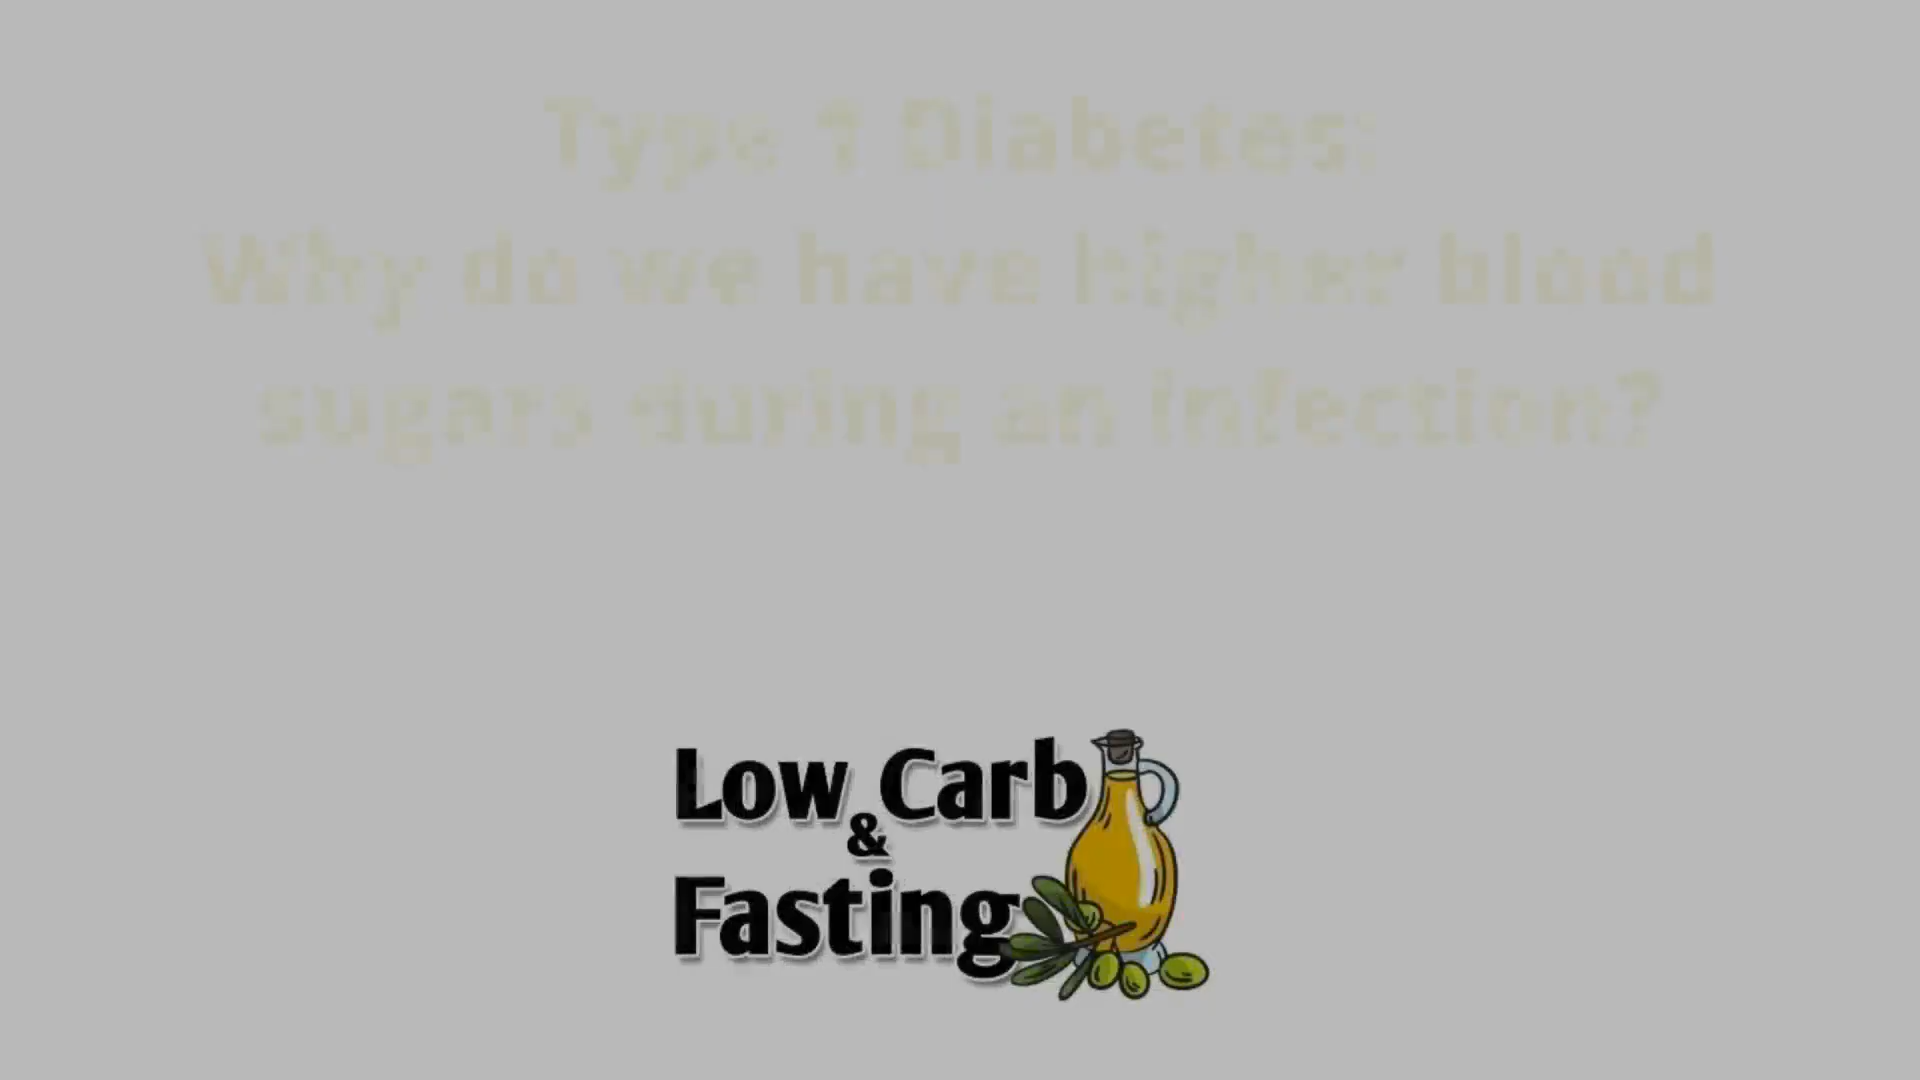 Type 1 Diabetes:
Why do we have higher blood
sugars during an infection?
Low Carb
&
Fasting